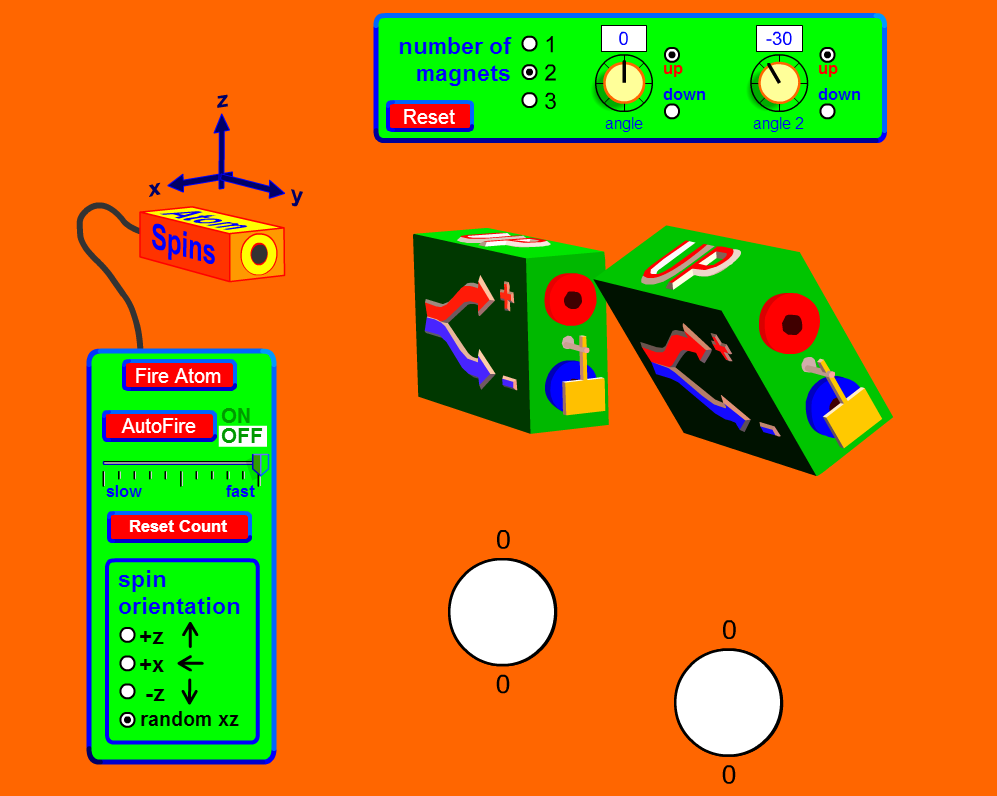 number of
magnets
1
2
3
Reset
0
up
down
angle
-30
up
down
angle 2
z
x
y
Atom
Spins
UP
UP
+
-
+
-
Fire Atom
AutoFire
ON
OFF
slow
fast
Reset Count
spin
orientation
+z
+x
-z
random xz
0
0
0
0